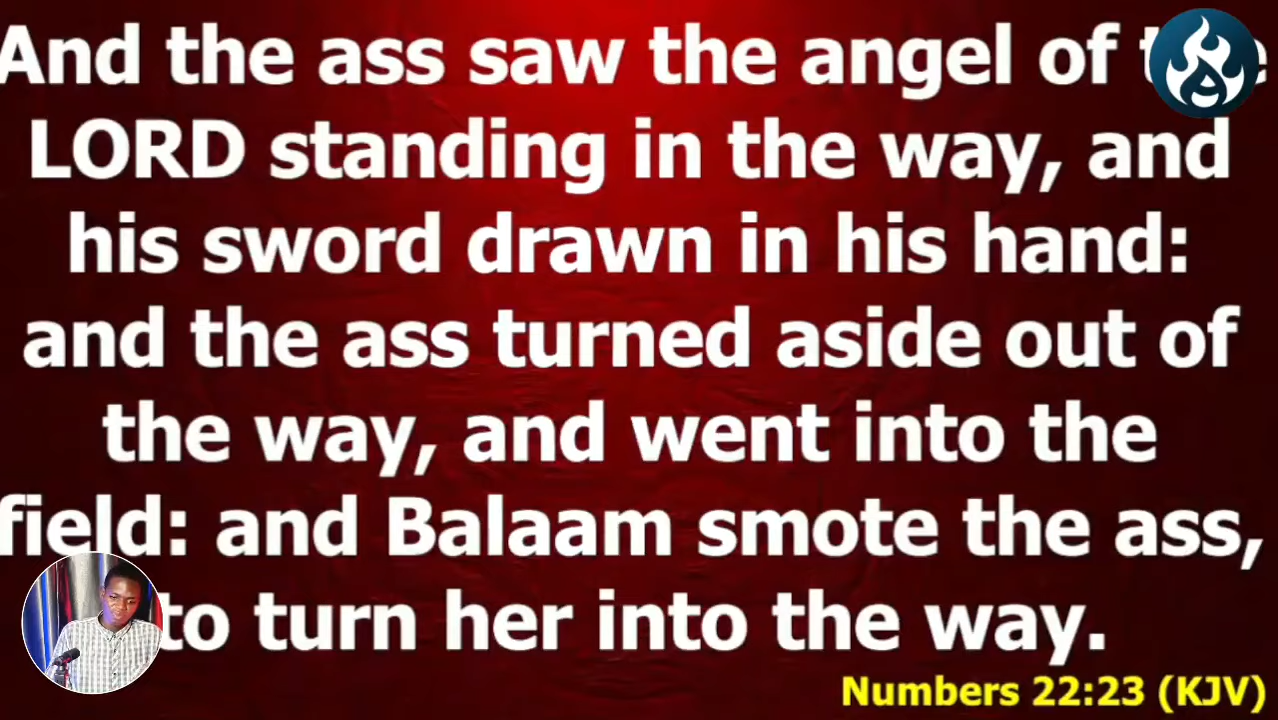 And the ass saw the angel of
LORD standing in the way, and
his sword drawn in his hand:
and the ass turned aside out of
the way, and went into the
field: and Balaam smote the ass,
to turn her into the way.
Numbers 22:23 (KJV)